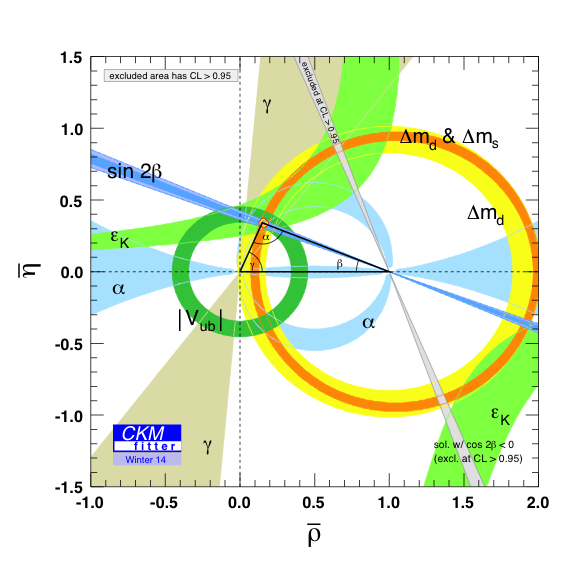 1.5
1.0
0.5
0.0
-0.5
-1.0
-1.5
-1.0
-0.5
0.0
0.5
1.0
1.5
2.0
η̅
ρ̅
excluded area has CL > 0.95
excluded at CL > 0.95
γ
Δm_d & Δm_s
sin 2β
Δm_d
ε_K
α
α
γ
β
α
|V_ub|
α
ε_K
γ
sol. w/ cos 2β < 0
(excl. at CL > 0.95)
CKM
fitter
Winter 14